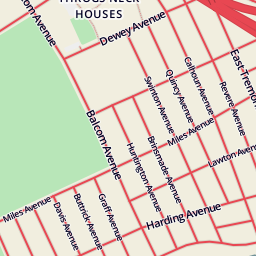 THROGS NECK
HOUSES
Dewey Avenue
Avenue
East Tremont
Swinton Avenue
Quincy Avenue
Calhoun Avenue
Revere Avenue
Balcom Avenue
Huntington Avenue
Brinsmade Avenue
Miles Avenue
Lawton Avenue
Miles Avenue
Davis Avenue
Buttrick Avenue
Graff Avenue
Harding Avenue